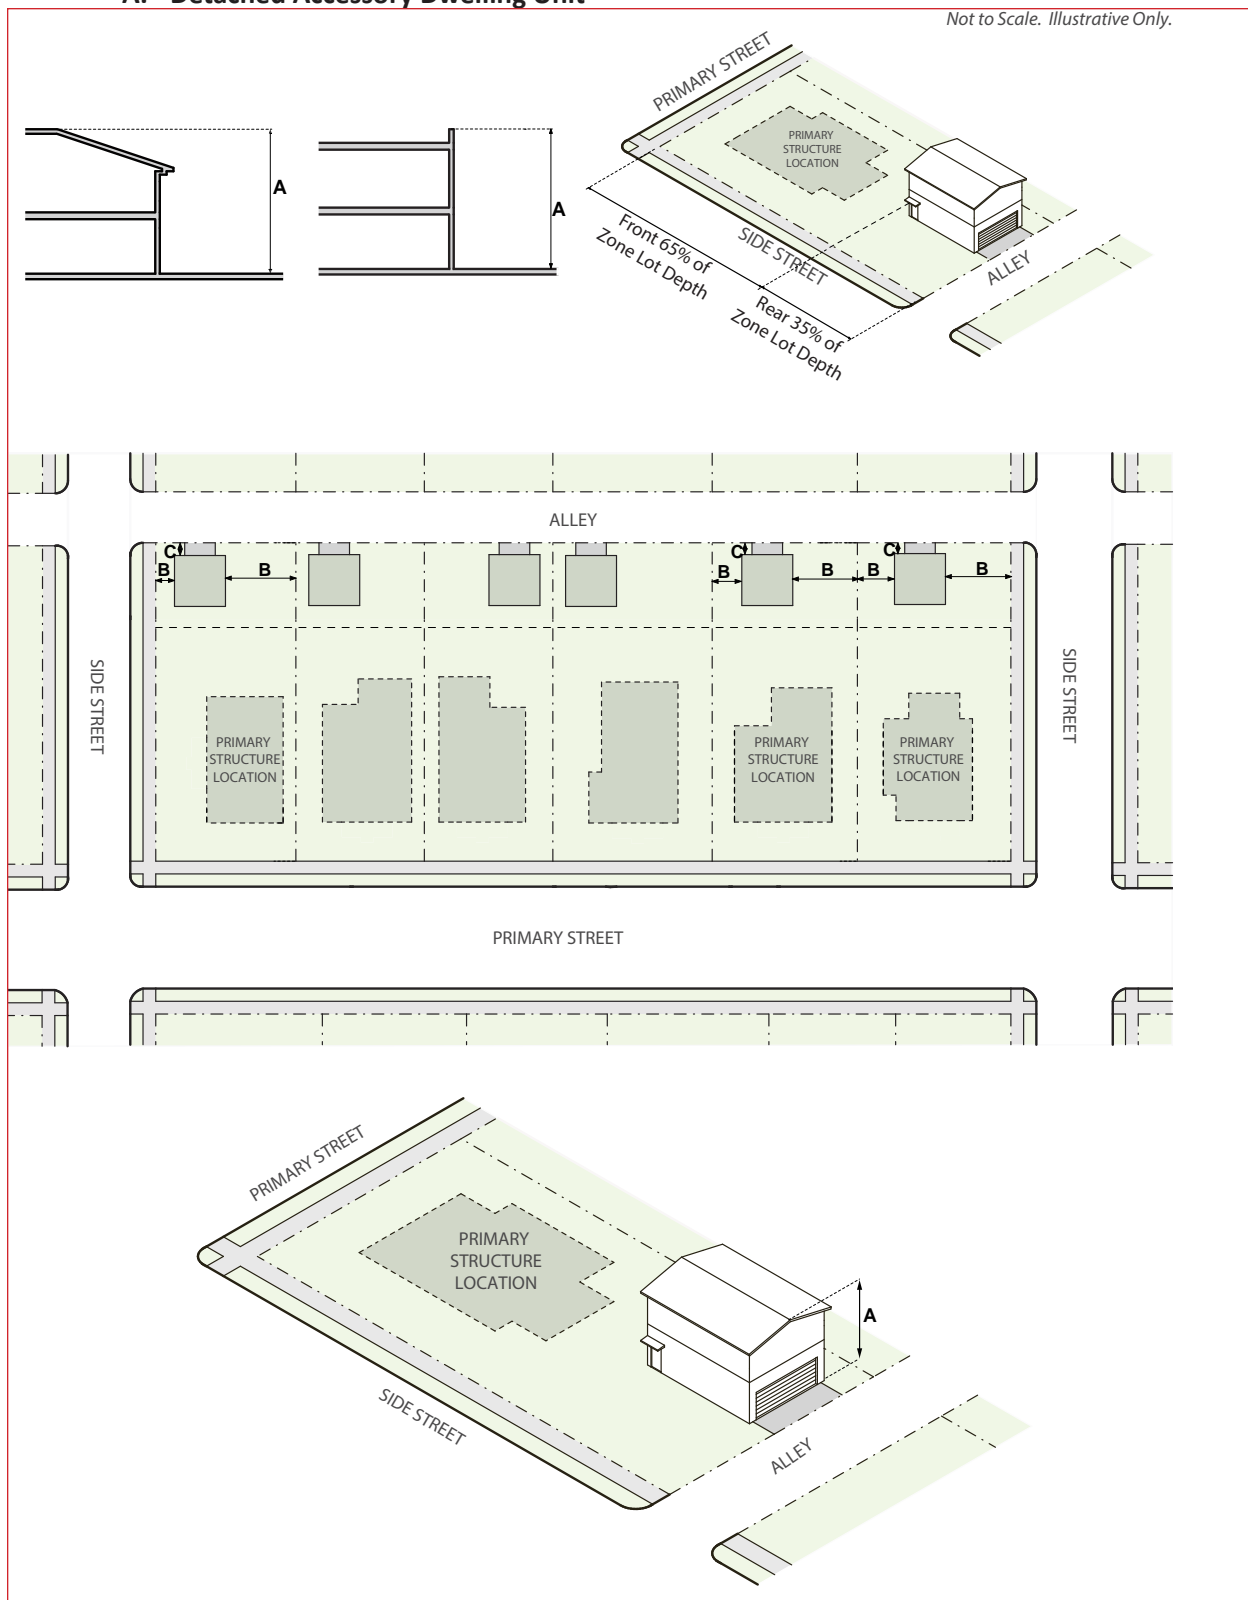 A. Detached Accessory Dwelling Unit
Not to Scale. Illustrative Only.
A
A
PRIMARY STREET
PRIMARY
STRUCTURE
LOCATION
SIDE STREET
ALLEY
Front 65% of
Zone Lot Depth
Rear 35% of
Zone Lot Depth
ALLEY
C
B
B
C
B
B
C
B
B
SIDE STREET
SIDE STREET
PRIMARY
STRUCTURE
LOCATION
PRIMARY
STRUCTURE
LOCATION
PRIMARY
STRUCTURE
LOCATION
PRIMARY STREET
PRIMARY STREET
PRIMARY
STRUCTURE
LOCATION
A
SIDE STREET
ALLEY